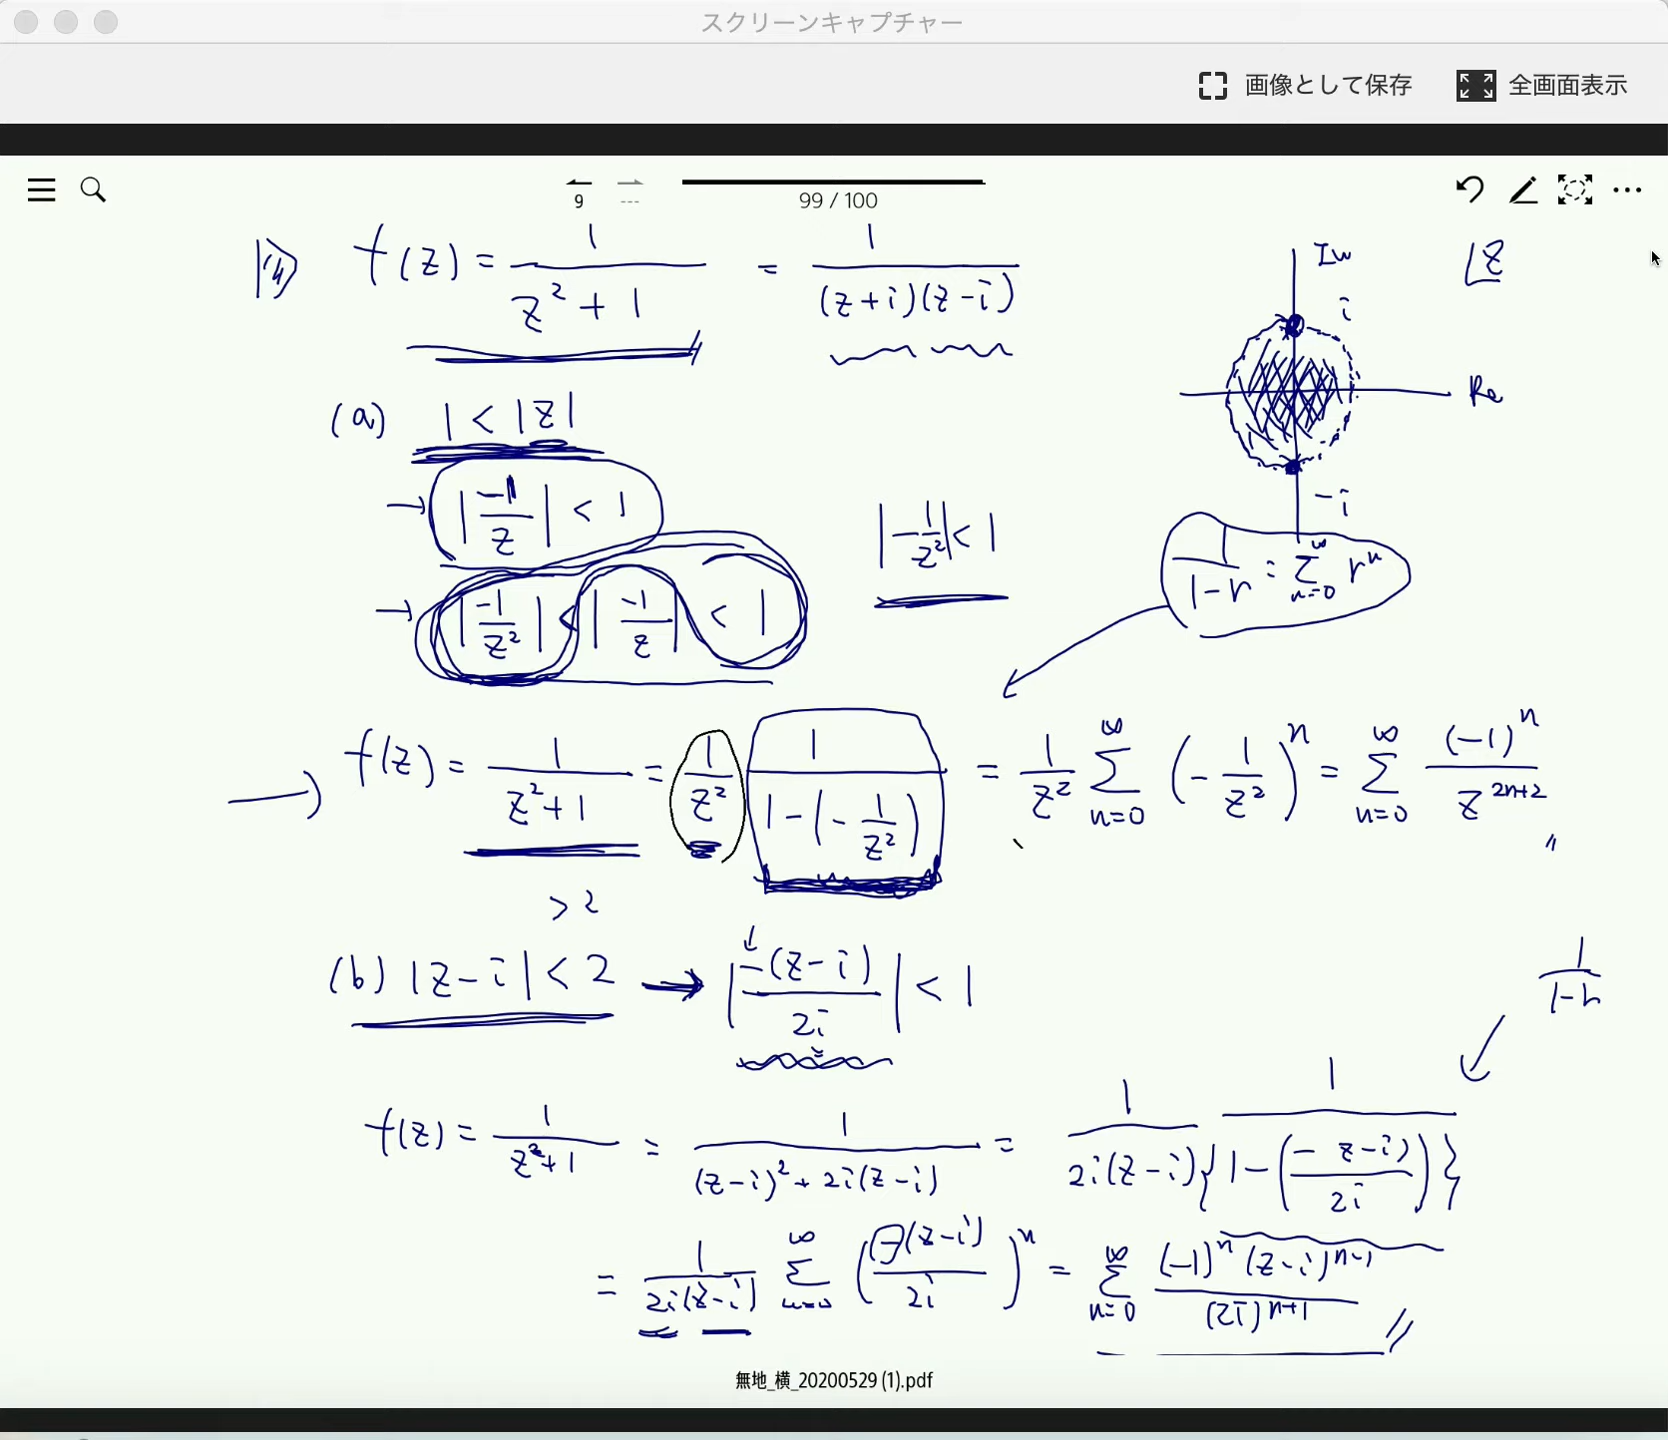 スクリーンキャプチャー
画像として保存 全画面表示
9 --- 99 / 100
例 f(z) = 1/(z²+1) = 1/((z+i)(z-i))
Im z
i
Re
-i
(a) 1 < |z|
→ |-1/z| < 1
|-1/z²| < 1
1/(1-r) = Σ_{n=0}^{∞} r^n
→ |-1/z²| < |-1/z| < 1
→ f(z) = 1/(z²+1) = 1/z² 1/(1-(-1/z²)) = 1/z² Σ_{n=0}^{∞} (-1/z²)^n = Σ_{n=0}^{∞} (-1)^n/z^{2n+2} 〃
> 2
(b) |z-i| < 2 → |-(z-i)/2i| < 1
1/(1-r)
f(z) = 1/(z²+1) = 1/((z-i)²+2i(z-i)) = 1/(2i(z-i)) 1/{1-(-z-i)/2i)}
= 1/(2i(z-i)) Σ_{n=0}^{∞} (-(z-i)/2i)^n = Σ_{n=0}^{∞} (-1)^n (z-i)^{n-1}/(2i)^{n+1} //
無地_横_20200529 (1).pdf